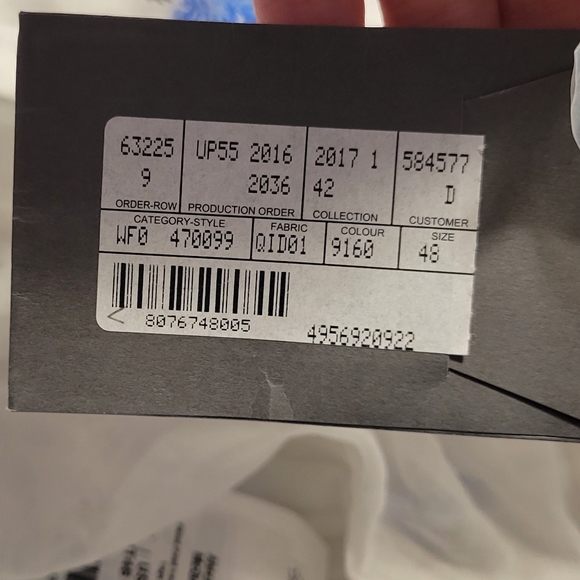 63225 UP55 2016 2017 1 584577
9 2036 42 D
ORDER-ROW PRODUCTION ORDER COLLECTION CUSTOMER
CATEGORY-STYLE FABRIC COLOUR SIZE
WF0 470099 QID01 9160 48
8076748005 4956920922